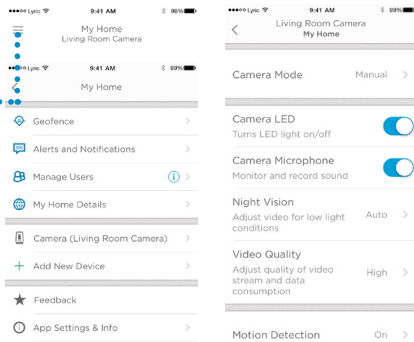 Lyric 9:41 AM 99%
My Home
Living Room Camera
Lyric 9:41 AM 99%
My Home
Geofence
Alerts and Notifications
Manage Users
My Home Details
Camera (Living Room Camera)
Add New Device
Feedback
App Settings & Info
Lyric 9:41 AM 99%
Living Room Camera
My Home
Camera Mode Manual
Camera LED
Turns LED light on/off
Camera Microphone
Monitor and record sound
Night Vision
Adjust video for low light Auto
conditions
Video Quality
Adjust quality of video High
stream and data
consumption
Motion Detection On